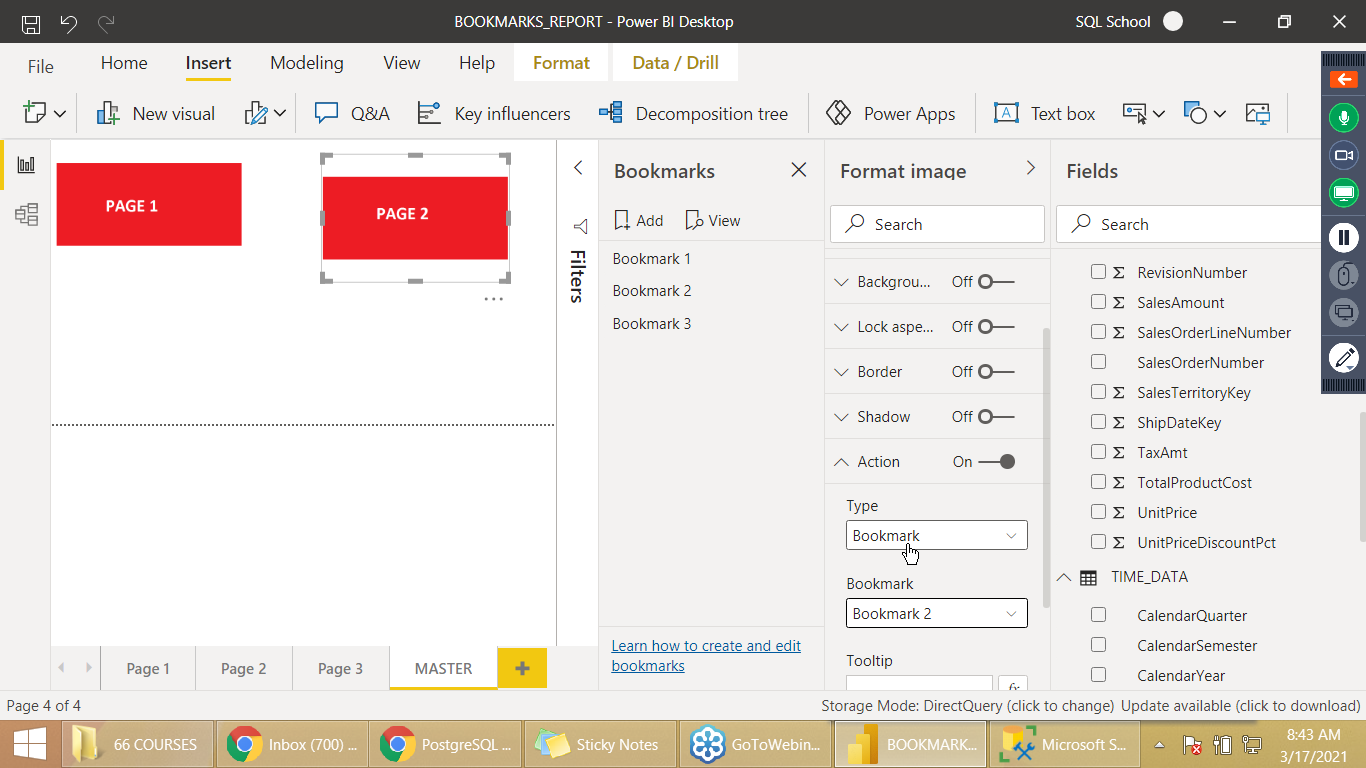 BOOKMARKS_REPORT - Power BI Desktop
SQL School
File
Home
Insert
Modeling
View
Help
Format
Data / Drill
New visual
Q&A
Key influencers
Decomposition tree
Power Apps
Text box
PAGE 1
PAGE 2
Filters
Bookmarks
Add
View
Bookmark 1
Bookmark 2
Bookmark 3
Learn how to create and edit
bookmarks
Format image
Search
Backgrou... Off
Lock aspe... Off
Border Off
Shadow Off
Action On
Type
Bookmark
Bookmark
Bookmark 2
Tooltip
fx
Fields
Search
RevisionNumber
SalesAmount
SalesOrderLineNumber
SalesOrderNumber
SalesTerritoryKey
ShipDateKey
TaxAmt
TotalProductCost
UnitPrice
UnitPriceDiscountPct
TIME_DATA
CalendarQuarter
CalendarSemester
CalendarYear
Page 1
Page 2
Page 3
MASTER
Page 4 of 4
Storage Mode: DirectQuery (click to change)
Update available (click to download)
66 COURSES
Inbox (700) ...
PostgreSQL ...
Sticky Notes
GoToWebin...
BOOKMARK...
Microsoft S...
8:43 AM
3/17/2021